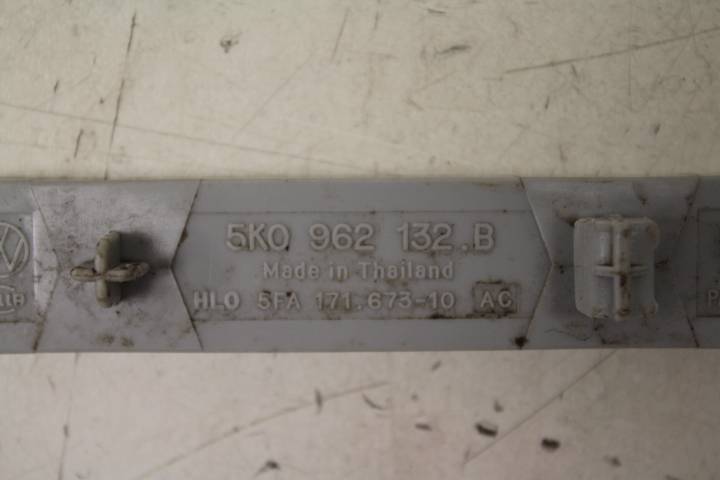 5K0 962 132.B
Made in Thailand
HLO 5FA 171.673-10 AC